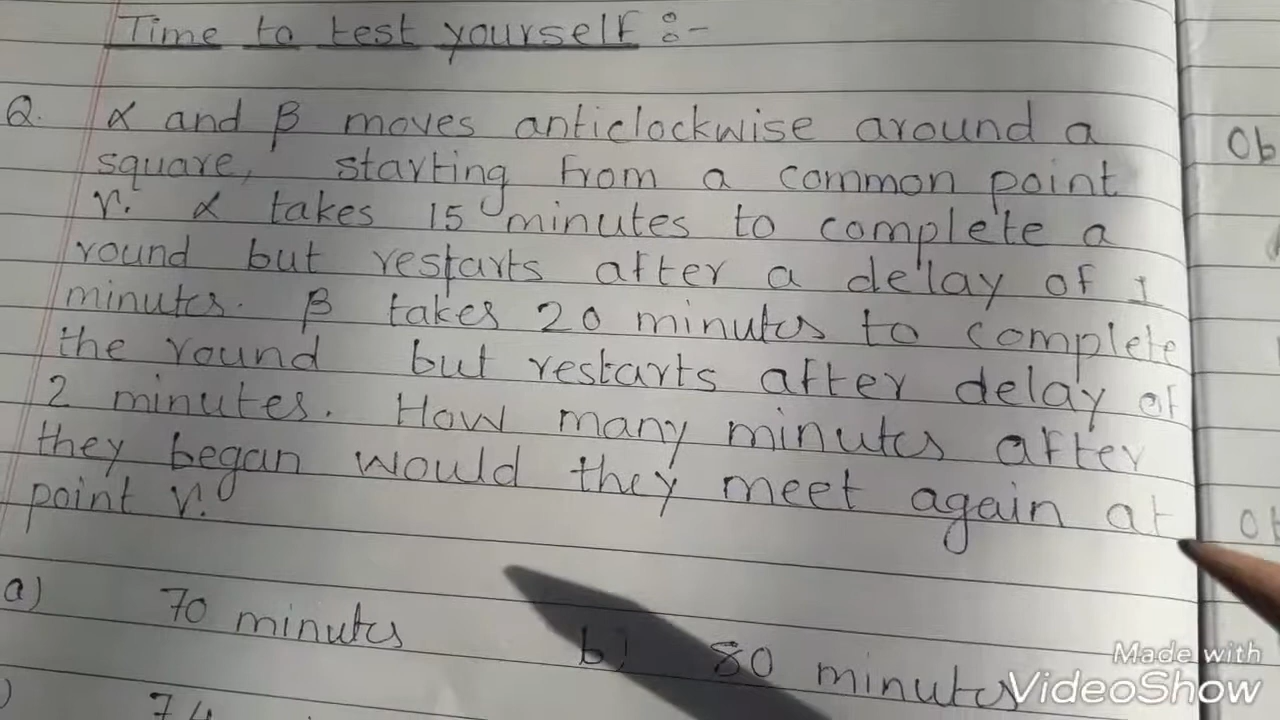 Time to test yourself :-
Q. α and β moves anticlockwise around a
square, starting from a common point
r. α takes 15 minutes to complete a
round but restarts after a delay of 1
minutes. β takes 20 minutes to complete
the round but restarts after delay of
2 minutes. How many minutes after
they began would they meet again at
point r.
a) 70 minutes
b) 80 minutes
74
Ob
Made with
VideoShow